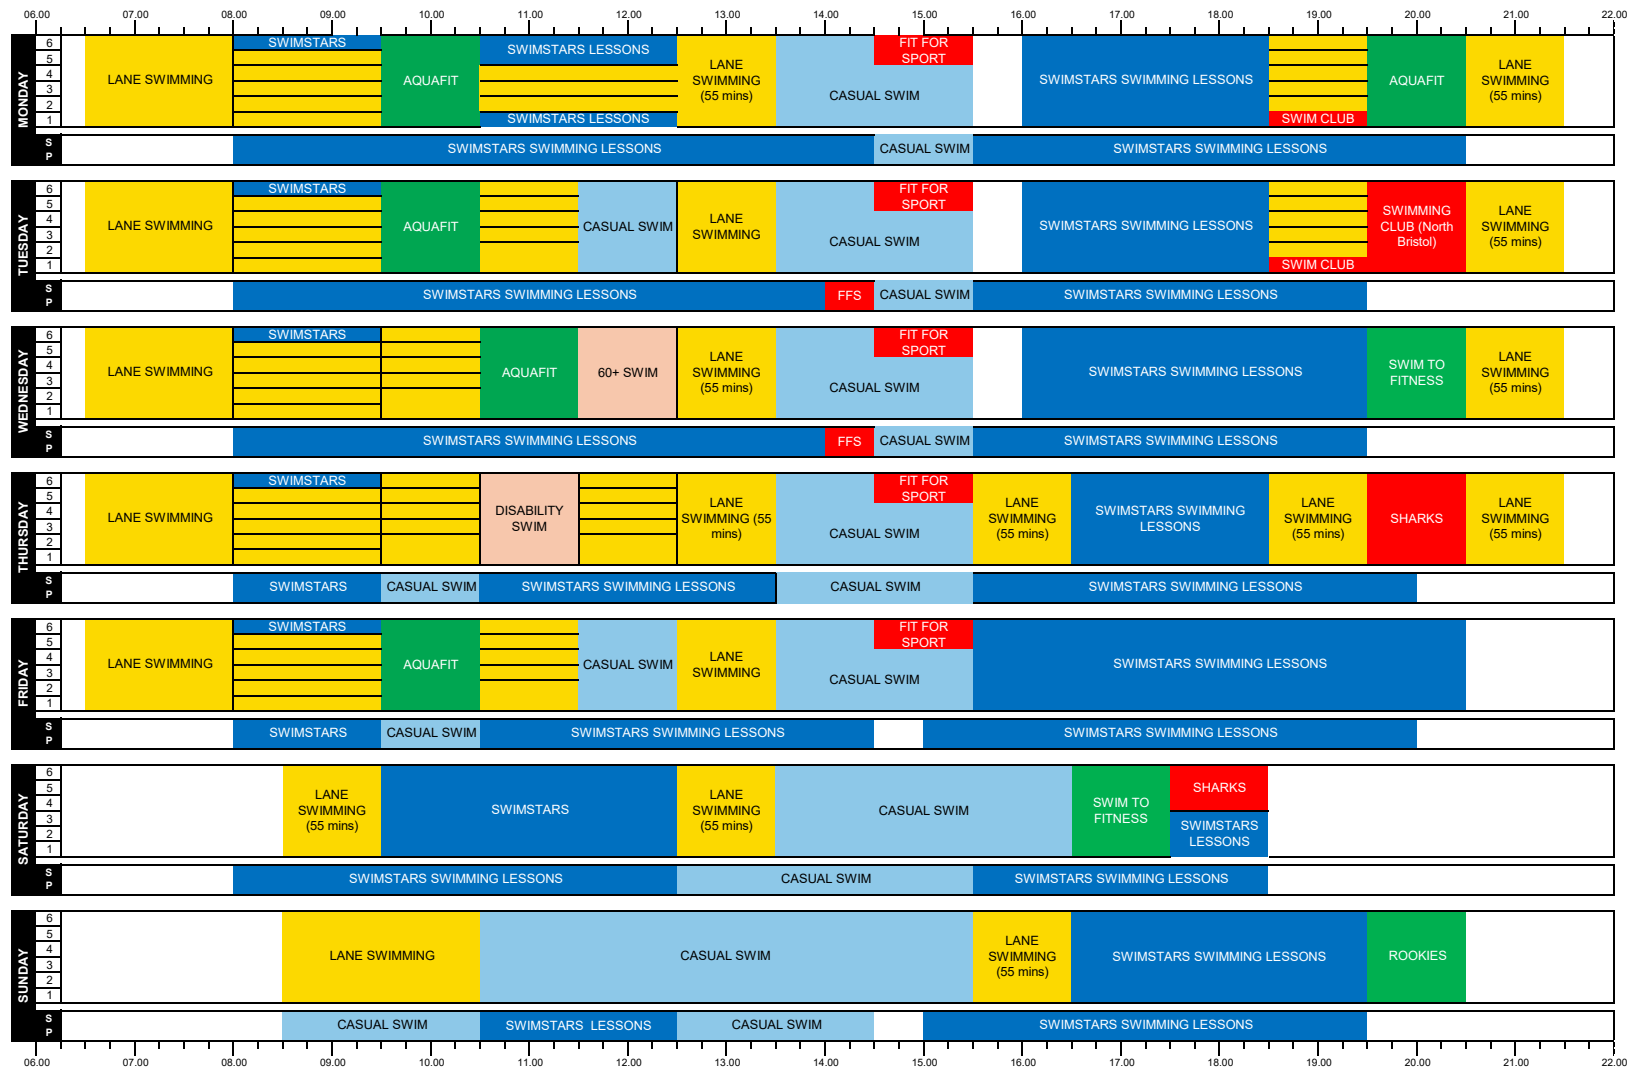 06.00 07.00 08.00 09.00 10.00 11.00 12.00 13.00 14.00 15.00 16.00 17.00 18.00 19.00 20.00 21.00 22.00
MONDAY
6
5
4
3
2
1
LANE SWIMMING
SWIMSTARS
AQUAFIT
SWIMSTARS LESSONS
SWIMSTARS LESSONS
LANE
SWIMMING
(55 mins)
FIT FOR
SPORT
CASUAL SWIM
SWIMSTARS SWIMMING LESSONS
SWIM CLUB
AQUAFIT
LANE
SWIMMING
(55 mins)
S
P
SWIMSTARS SWIMMING LESSONS
CASUAL SWIM
SWIMSTARS SWIMMING LESSONS
TUESDAY
6
5
4
3
2
1
LANE SWIMMING
SWIMSTARS
AQUAFIT
CASUAL SWIM
LANE
SWIMMING
FIT FOR
SPORT
CASUAL SWIM
SWIMSTARS SWIMMING LESSONS
SWIM CLUB
SWIMMING
CLUB (North
Bristol)
LANE
SWIMMING
(55 mins)
S
P
SWIMSTARS SWIMMING LESSONS
FFS
CASUAL SWIM
SWIMSTARS SWIMMING LESSONS
WEDNESDAY
6
5
4
3
2
1
LANE SWIMMING
SWIMSTARS
AQUAFIT
60+ SWIM
LANE
SWIMMING
(55 mins)
FIT FOR
SPORT
CASUAL SWIM
SWIMSTARS SWIMMING LESSONS
SWIM TO
FITNESS
LANE
SWIMMING
(55 mins)
S
P
SWIMSTARS SWIMMING LESSONS
FFS
CASUAL SWIM
SWIMSTARS SWIMMING LESSONS
THURSDAY
6
5
4
3
2
1
LANE SWIMMING
SWIMSTARS
DISABILITY
SWIM
LANE
SWIMMING (55
mins)
FIT FOR
SPORT
CASUAL SWIM
LANE
SWIMMING
(55 mins)
SWIMSTARS SWIMMING
LESSONS
LANE
SWIMMING
(55 mins)
SHARKS
LANE
SWIMMING
(55 mins)
S
P
SWIMSTARS
CASUAL SWIM
SWIMSTARS SWIMMING LESSONS
CASUAL SWIM
SWIMSTARS SWIMMING LESSONS
FRIDAY
6
5
4
3
2
1
LANE SWIMMING
SWIMSTARS
AQUAFIT
CASUAL SWIM
LANE
SWIMMING
FIT FOR
SPORT
CASUAL SWIM
SWIMSTARS SWIMMING LESSONS
S
P
SWIMSTARS
CASUAL SWIM
SWIMSTARS SWIMMING LESSONS
SWIMSTARS SWIMMING LESSONS
SATURDAY
6
5
4
3
2
1
LANE
SWIMMING
(55 mins)
SWIMSTARS
LANE
SWIMMING
(55 mins)
CASUAL SWIM
SWIM TO
FITNESS
SHARKS
SWIMSTARS
LESSONS
S
P
SWIMSTARS SWIMMING LESSONS
CASUAL SWIM
SWIMSTARS SWIMMING LESSONS
SUNDAY
6
5
4
3
2
1
LANE SWIMMING
CASUAL SWIM
LANE
SWIMMING
(55 mins)
SWIMSTARS SWIMMING LESSONS
ROOKIES
S
P
CASUAL SWIM
SWIMSTARS LESSONS
CASUAL SWIM
SWIMSTARS SWIMMING LESSONS
06.00 07.00 08.00 09.00 10.00 11.00 12.00 13.00 14.00 15.00 16.00 17.00 18.00 19.00 20.00 21.00 22.00